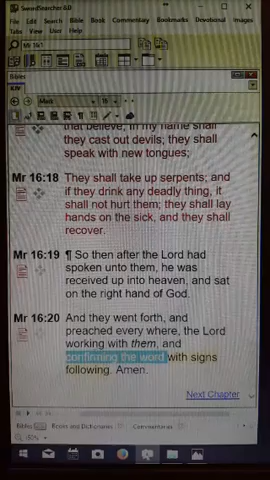 SwordSearcher 8.0
File Edit Search Bible Book Commentary Bookmarks Devotional Images
Tabs View User Help
Bibles
KJV
that believe; In my name shall
they cast out devils; they shall
speak with new tongues;
Mr 16:18 They shall take up serpents; and
if they drink any deadly thing, it
shall not hurt them; they shall lay
hands on the sick, and they shall
recover.
Mr 16:19 ¶ So then after the Lord had
spoken unto them, he was
received up into heaven, and sat
on the right hand of God.
Mr 16:20 And they went forth, and
preached every where, the Lord
working with them, and
confirming the word with signs
following. Amen.
Next Chapter
Bibles Books and Dictionaries Commentaries